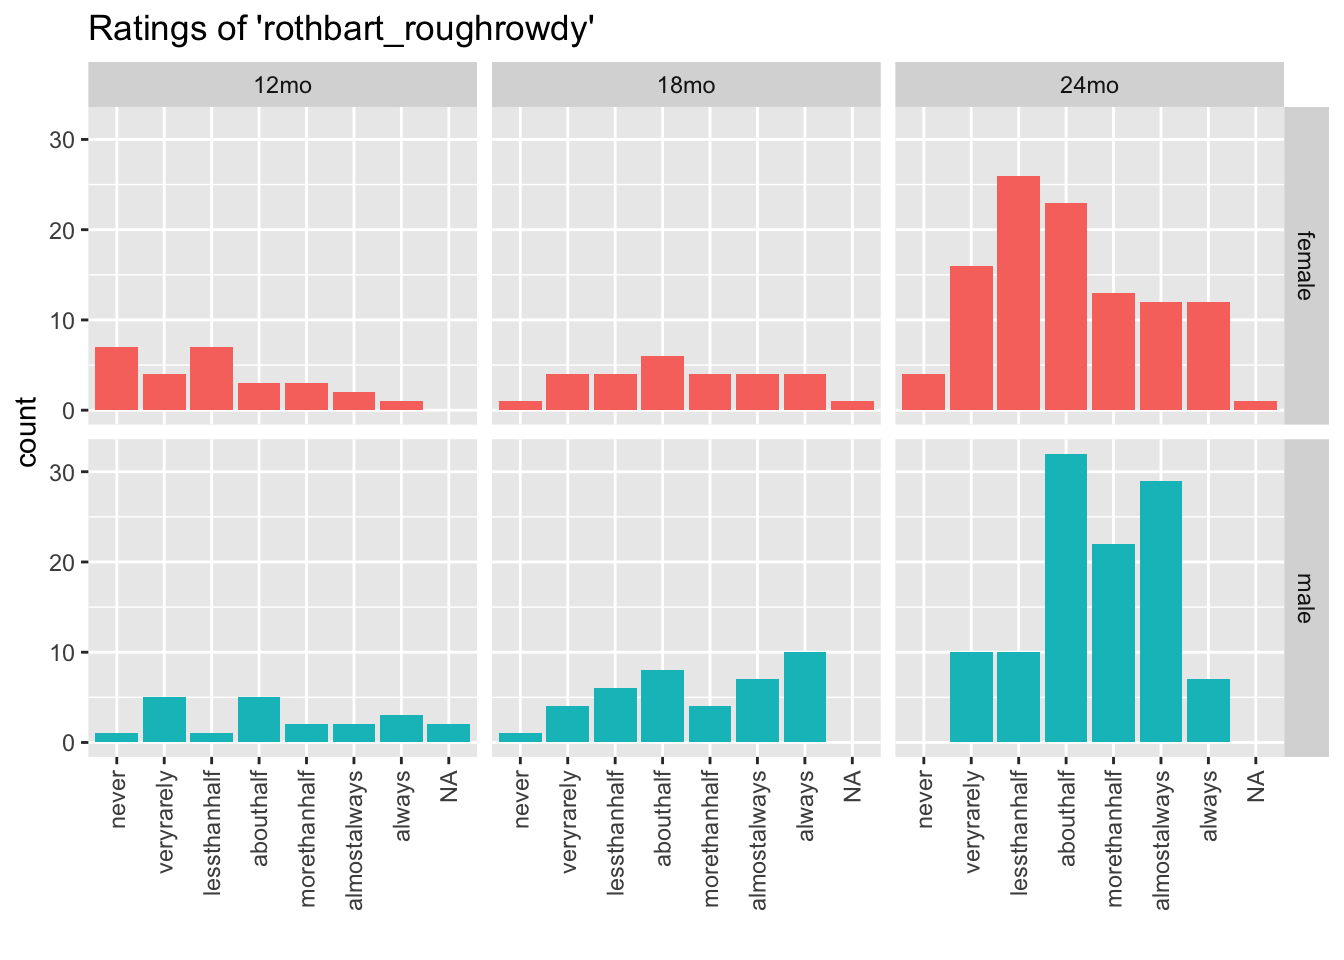 Ratings of 'rothbart_roughrowdy'
12mo 18mo 24mo
30
20
10
0
female
count
30
20
10
0
male
never veryrarely lessthanhalf abouthalf morethanhalf almostalways always NA never veryrarely lessthanhalf abouthalf morethanhalf almostalways always NA never veryrarely lessthanhalf abouthalf morethanhalf almostalways always NA